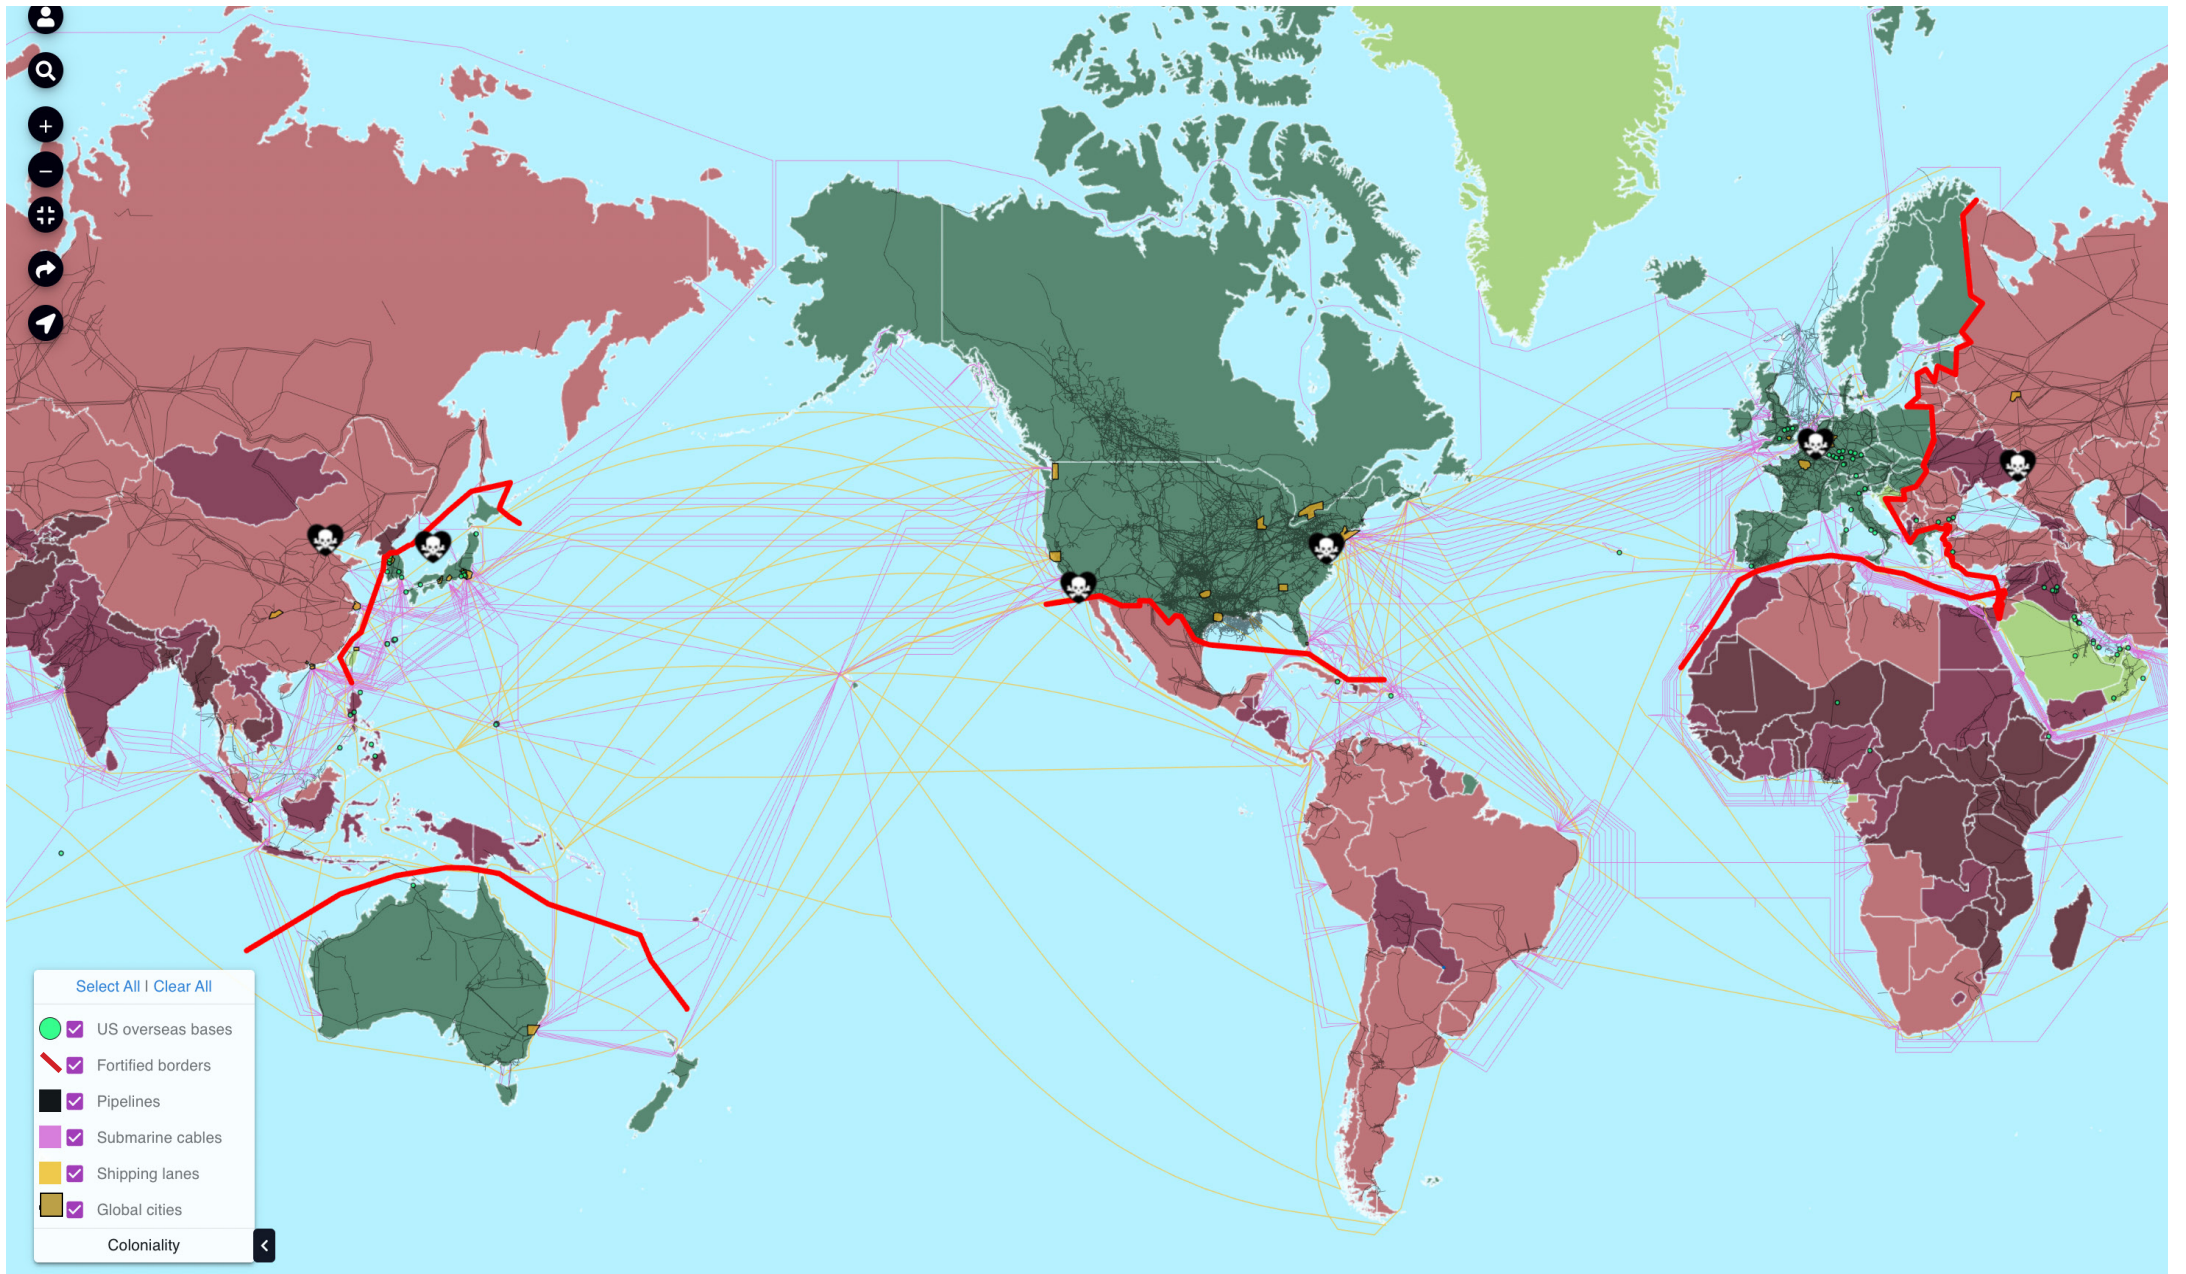 Select All | Clear All
US overseas bases
Fortified borders
Pipelines
Submarine cables
Shipping lanes
Global cities
Coloniality